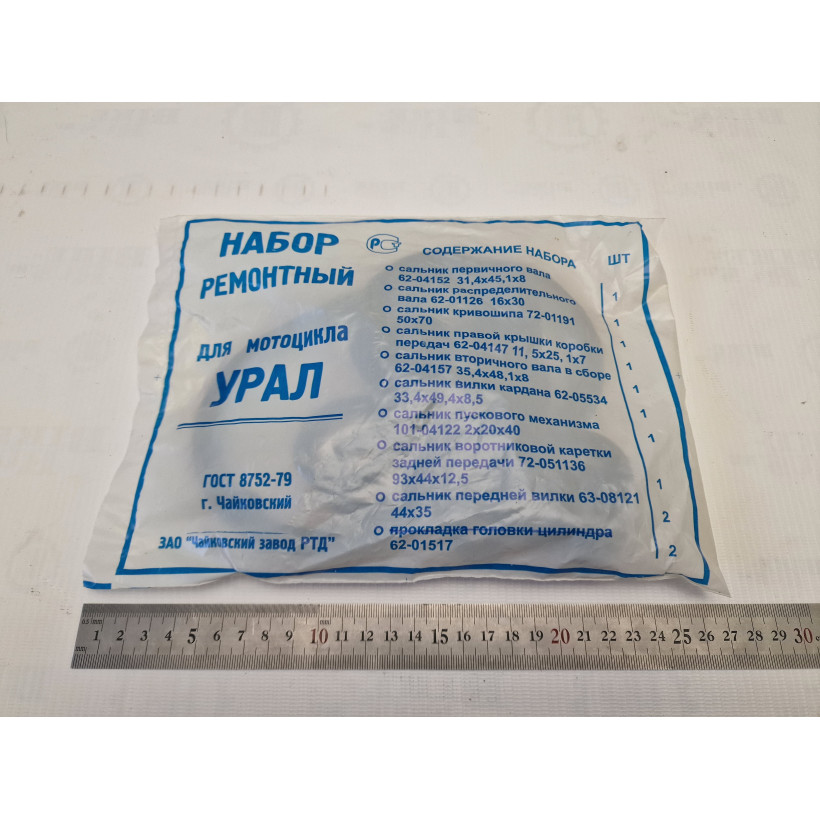 НАБОР
РЕМОНТНЫЙ
ДЛЯ МОТОЦИКЛА
УРАЛ
ГОСТ 8752-79
г. Чайковский
ЗАО "Чайковский завод РТД"
РС
СОДЕРЖАНИЕ НАБОРА ШТ
сальник первичного вала
62-04152 31,4х45,1х8 1
сальник распределительного
вала 62-01126 16х30 1
сальник кривошипа 72-01191
50х70 1
сальник правой крышки коробки
передач 62-04147 11, 5х25, 1х7 1
сальник вторичного вала в сборе
62-04157 35,4х48,1х8 1
сальник вилки кардана 62-05534
33,4х49,4х8,5 1
сальник пускового механизма
101-04122 2х20х40 1
сальник воротниковой каретки
задней передачи 72-051136
93х44х12,5 1
сальник передней вилки 63-08121
44х35 2
прокладка головки цилиндра
62-01517 2
0,5 mm
mm
1 2 3 4 5 6 7 8 9 10 11 12 13 14 15 16 17 18 19 20 21 22 23 24 25 26 27 28 29 30